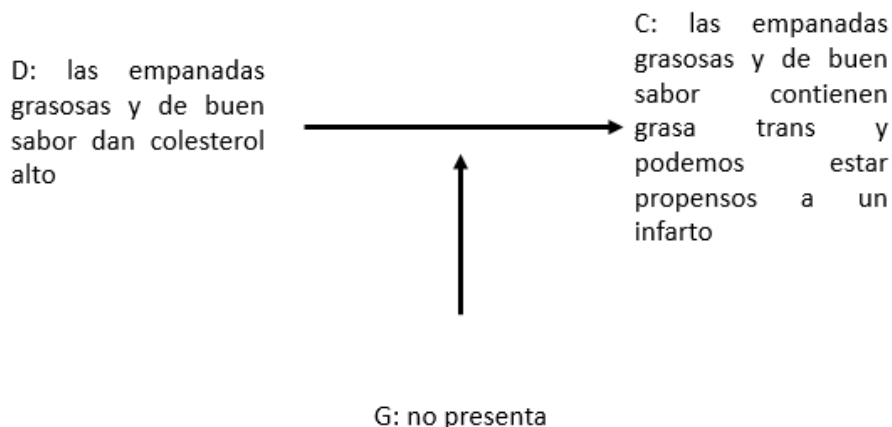 D: las empanadas
grasosas y de buen
sabor dan colesterol
alto
C: las empanadas
grasosas y de buen
sabor contienen
grasa trans y
podemos estar
propensos a un
infarto
G: no presenta